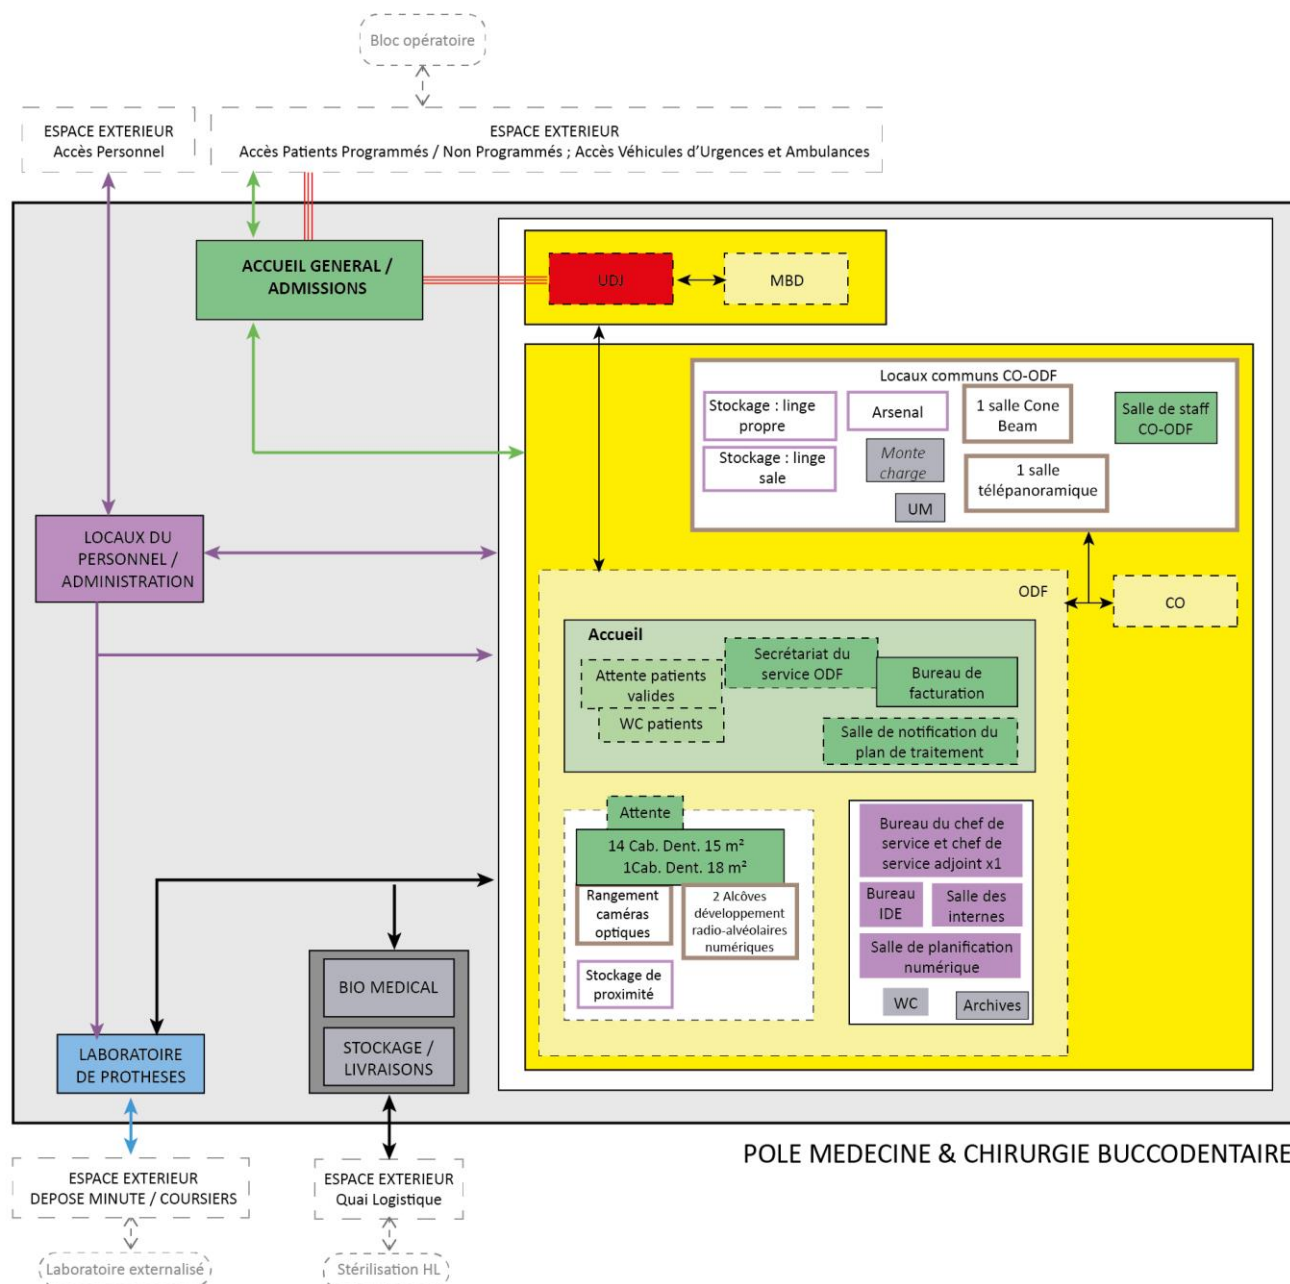 Bloc opératoire
ESPACE EXTERIEUR
Accès Personnel
ESPACE EXTERIEUR
Accès Patients Programmés / Non Programmés ; Accès Véhicules d'Urgences et Ambulances
ACCUEIL GENERAL /
ADMISSIONS
UDJ
MBD
Locaux communs CO-ODF
Stockage : linge
propre
Arsenal
1 salle Cone
Beam
Salle de staff
CO-ODF
Stockage : linge
sale
Monte
charge
1 salle
télépanoramique
UM
LOCAUX DU
PERSONNEL /
ADMINISTRATION
ODF
CO
Accueil
Attente patients
valides
WC patients
Secrétariat du
service ODF
Bureau de
facturation
Salle de notification du
plan de traitement
Attente
14 Cab. Dent. 15 m²
1Cab. Dent. 18 m²
Rangement
caméras
optiques
2 Alcôves
développement
radio-alvéolaires
numériques
Stockage de
proximité
Bureau du chef de
service et chef de
service adjoint x1
Bureau
IDE
Salle des
internes
Salle de planification
numérique
WC
Archives
BIO MEDICAL
STOCKAGE /
LIVRAISONS
LABORATOIRE
DE PROTHESES
POLE MEDECINE & CHIRURGIE BUCCODENTAIRE
ESPACE EXTERIEUR
DEPOSE MINUTE / COURSIERS
ESPACE EXTERIEUR
Quai Logistique
Laboratoire externalisé
Stérilisation HL